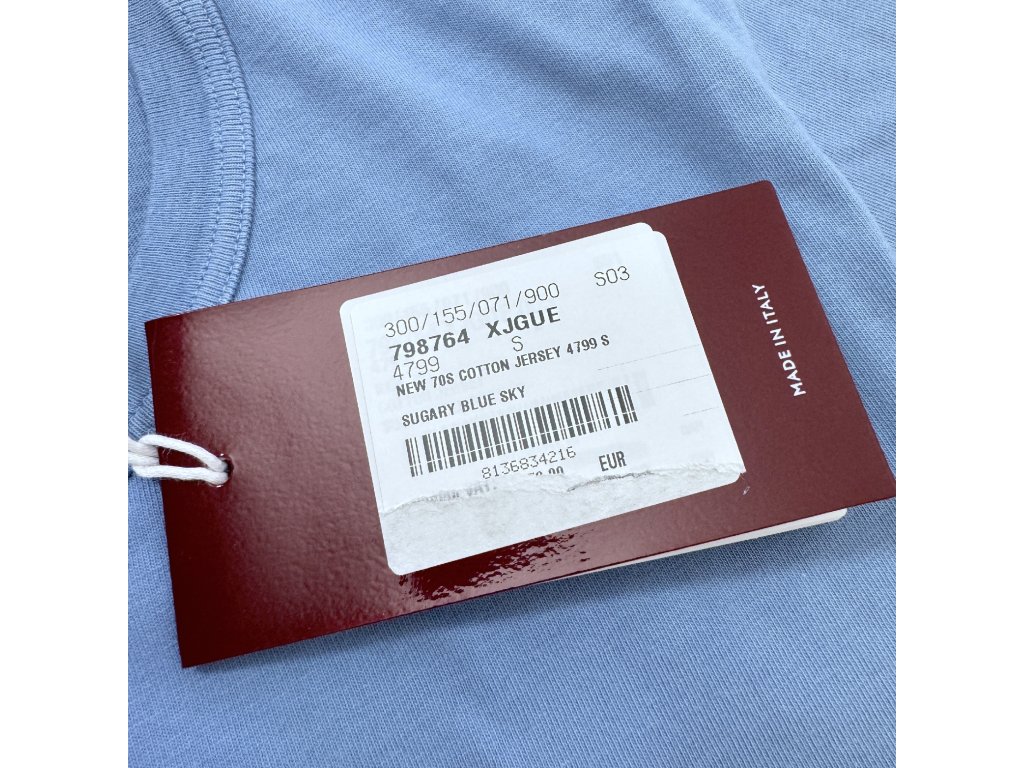 300/155/071/900 S03
798764 XJGUE
4799 S
NEW 70S COTTON JERSEY 4799 S
SUGARY BLUE SKY
8136834216
EUR
MADE IN ITALY